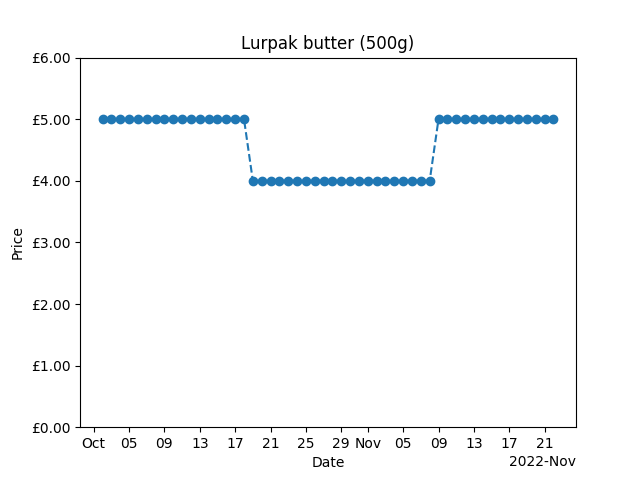 Lurpak butter (500g)
£6.00
£5.00
£4.00
£3.00
£2.00
£1.00
£0.00
Price
Oct 05 09 13 17 21 25 29 Nov 05 09 13 17 21
Date
2022-Nov